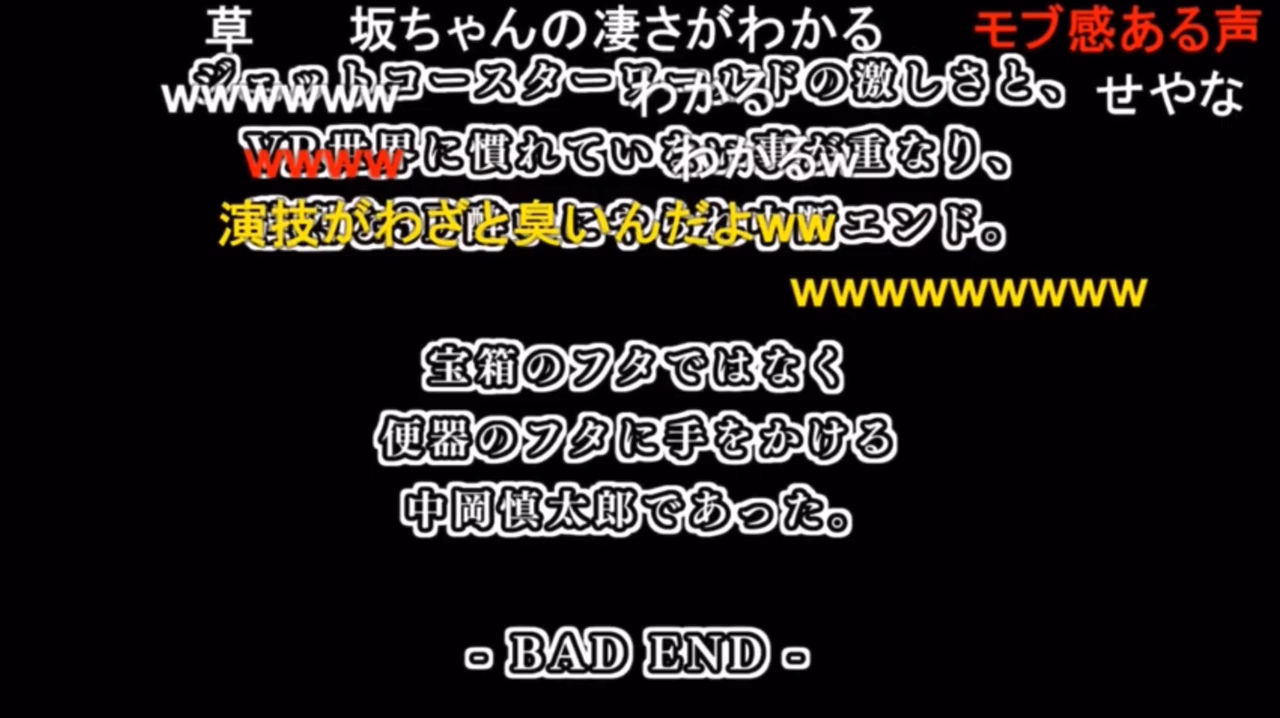 草
坂ちゃんの凄さがわかる
モブ感ある声
ジェットコースターワールドの激しさと、
wwwwww
わかる
せやな
VR世界に慣れていない事が重なり、
wwww
わかるw
演技がわざと臭いんだよww
エンド。
wwwwwwwww
宝箱のフタではなく
便器のフタに手をかける
中岡慎太郎であった。
- BAD END -